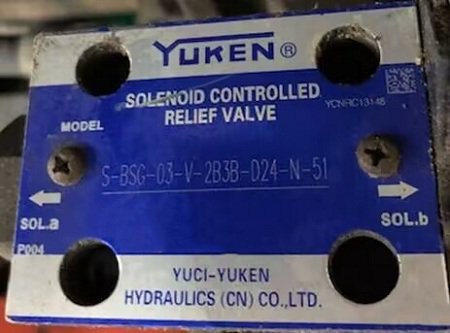 YUKEN®
SOLENOID CONTROLLED
RELIEF VALVE
YCNRC13148
MODEL
S-BSG-03-V-2B3B-D24-N-51
SOL.a
SOL.b
P004
YUCI-YUKEN
HYDRAULICS (CN) CO.,LTD.